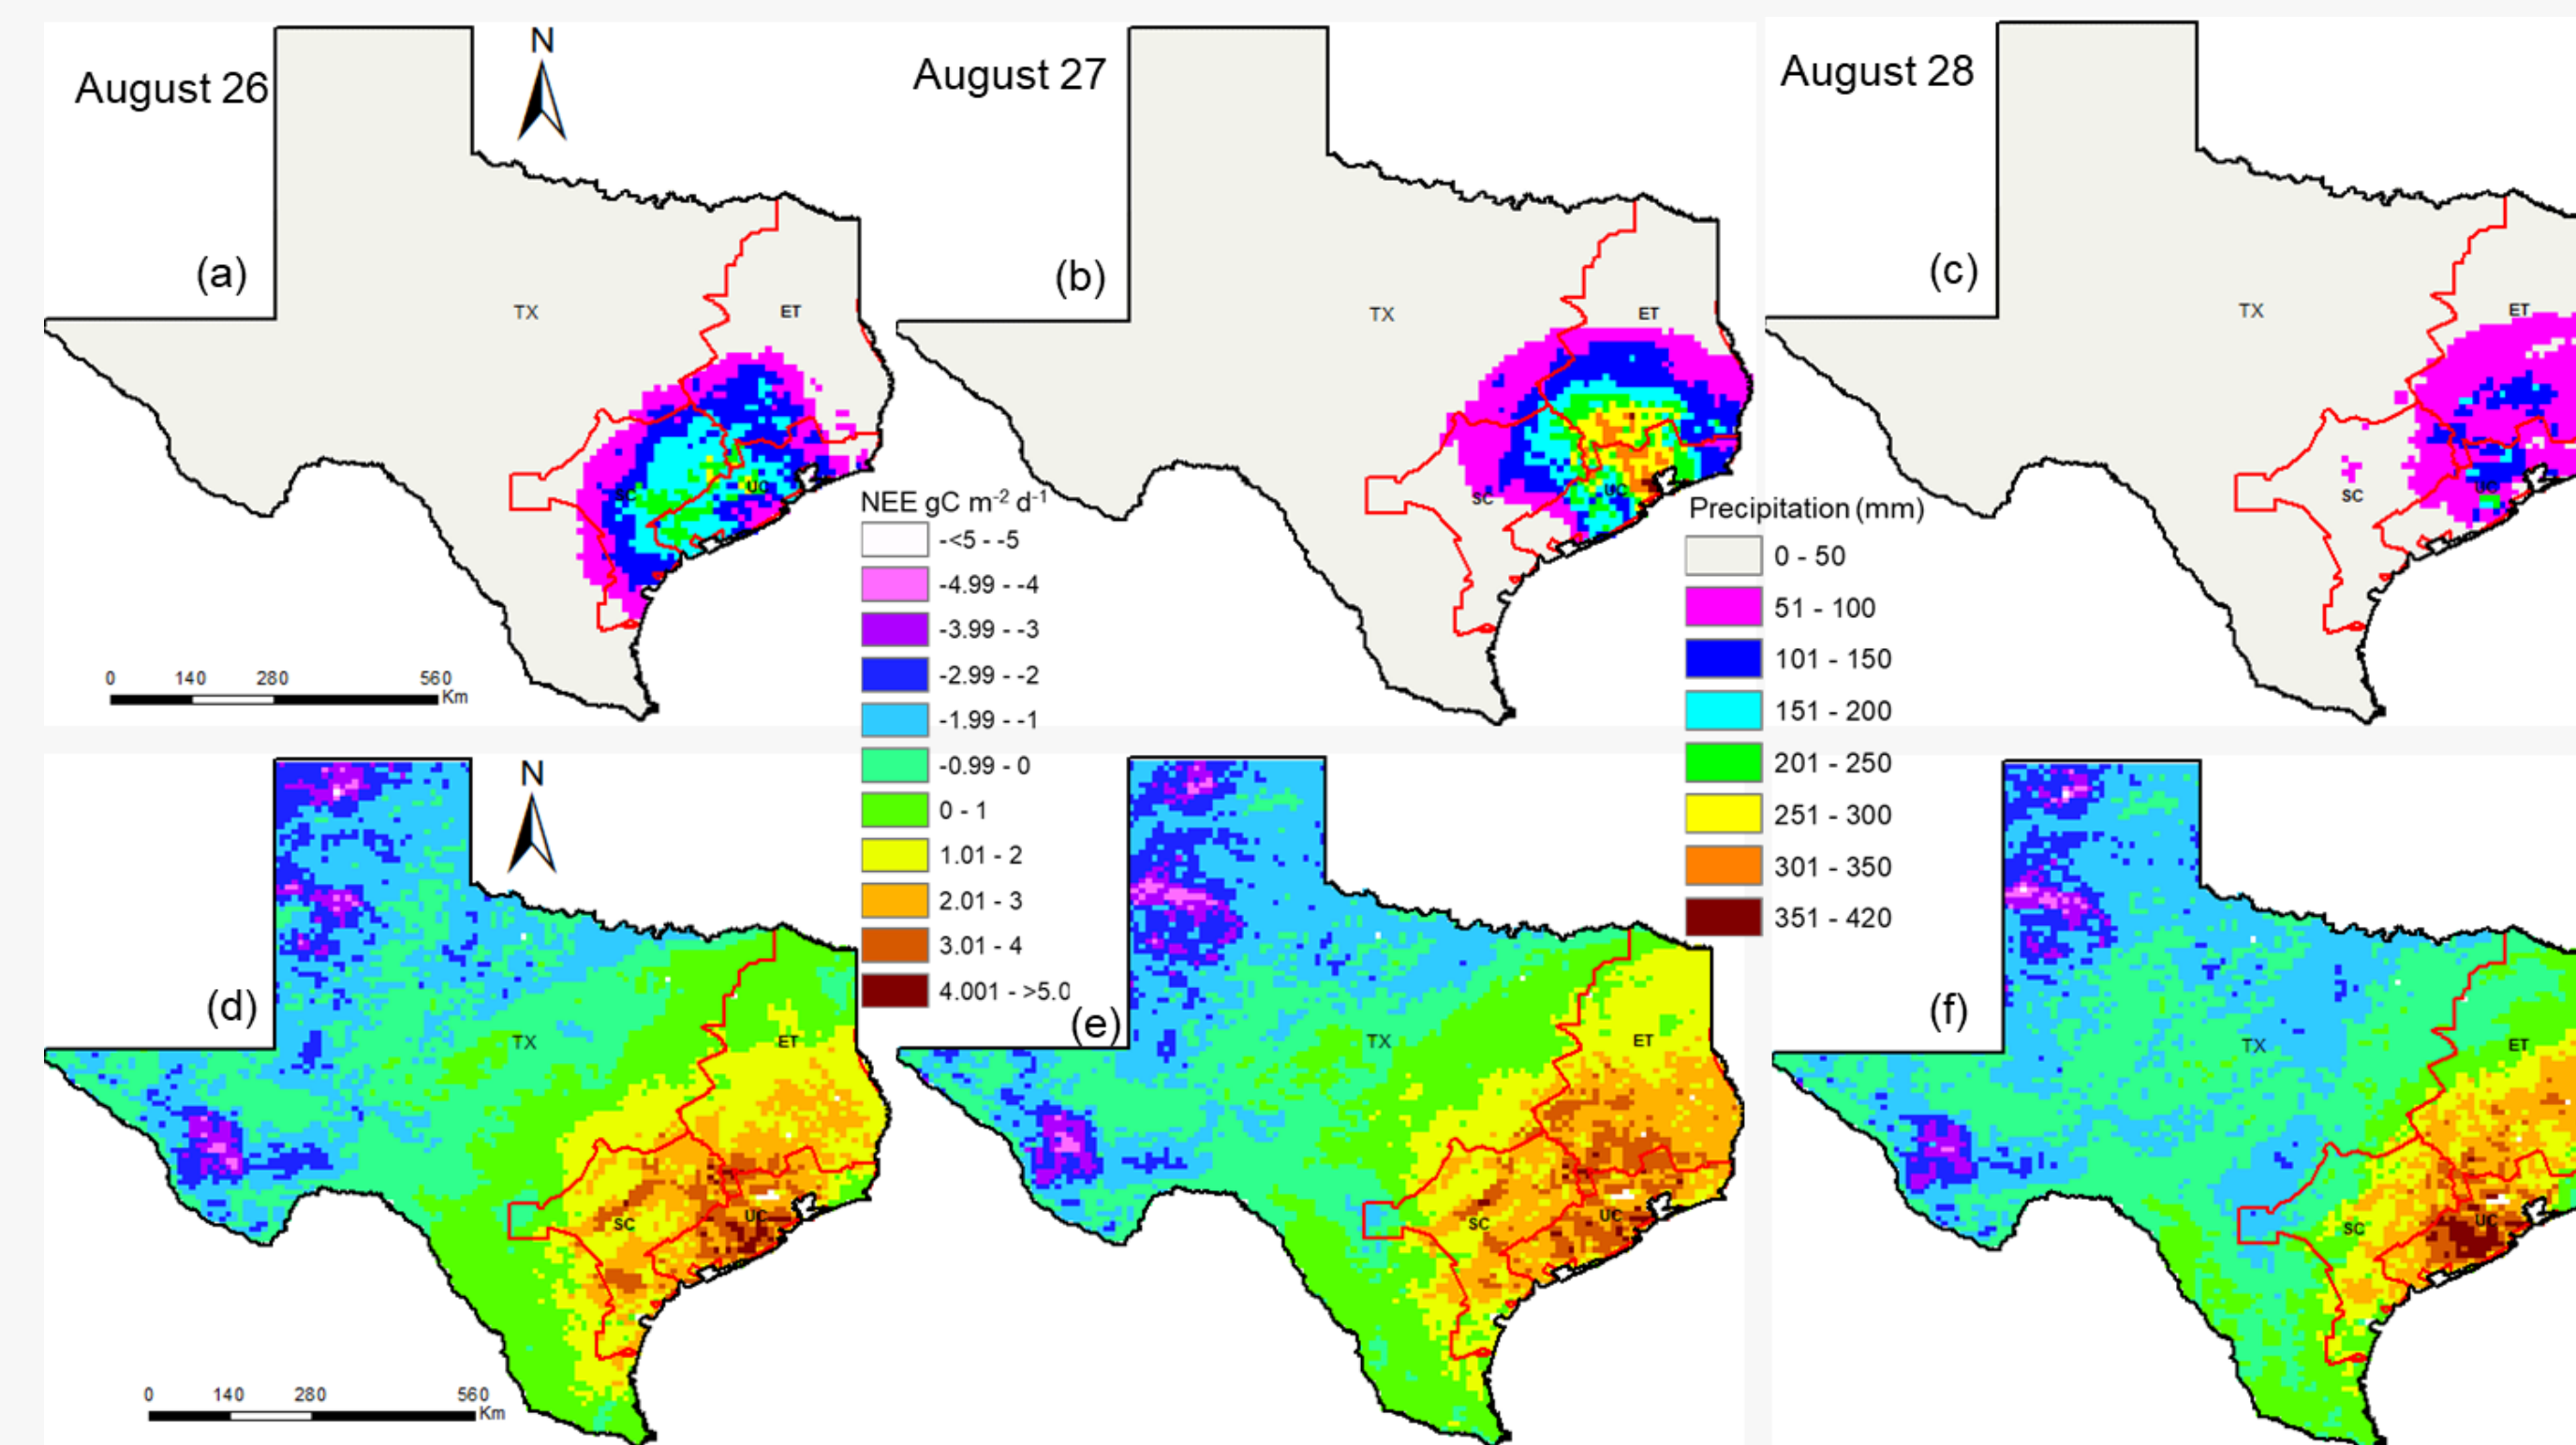 August 26
N
August 27
August 28
(a)
(b)
(c)
TX
ET
TX
ET
TX
ET
SC
UC
SC
UC
SC
UC
NEE gC m⁻² d⁻¹
-<5 - -5
-4.99 - -4
-3.99 - -3
-2.99 - -2
-1.99 - -1
-0.99 - 0
0 - 1
1.01 - 2
2.01 - 3
3.01 - 4
4.001 - >5.0
Precipitation (mm)
0 - 50
51 - 100
101 - 150
151 - 200
201 - 250
251 - 300
301 - 350
351 - 420
0 140 280 560
Km
N
(d)
(e)
(f)
TX
ET
TX
ET
TX
ET
SC
UC
SC
UC
SC
UC
0 140 280 560
Km